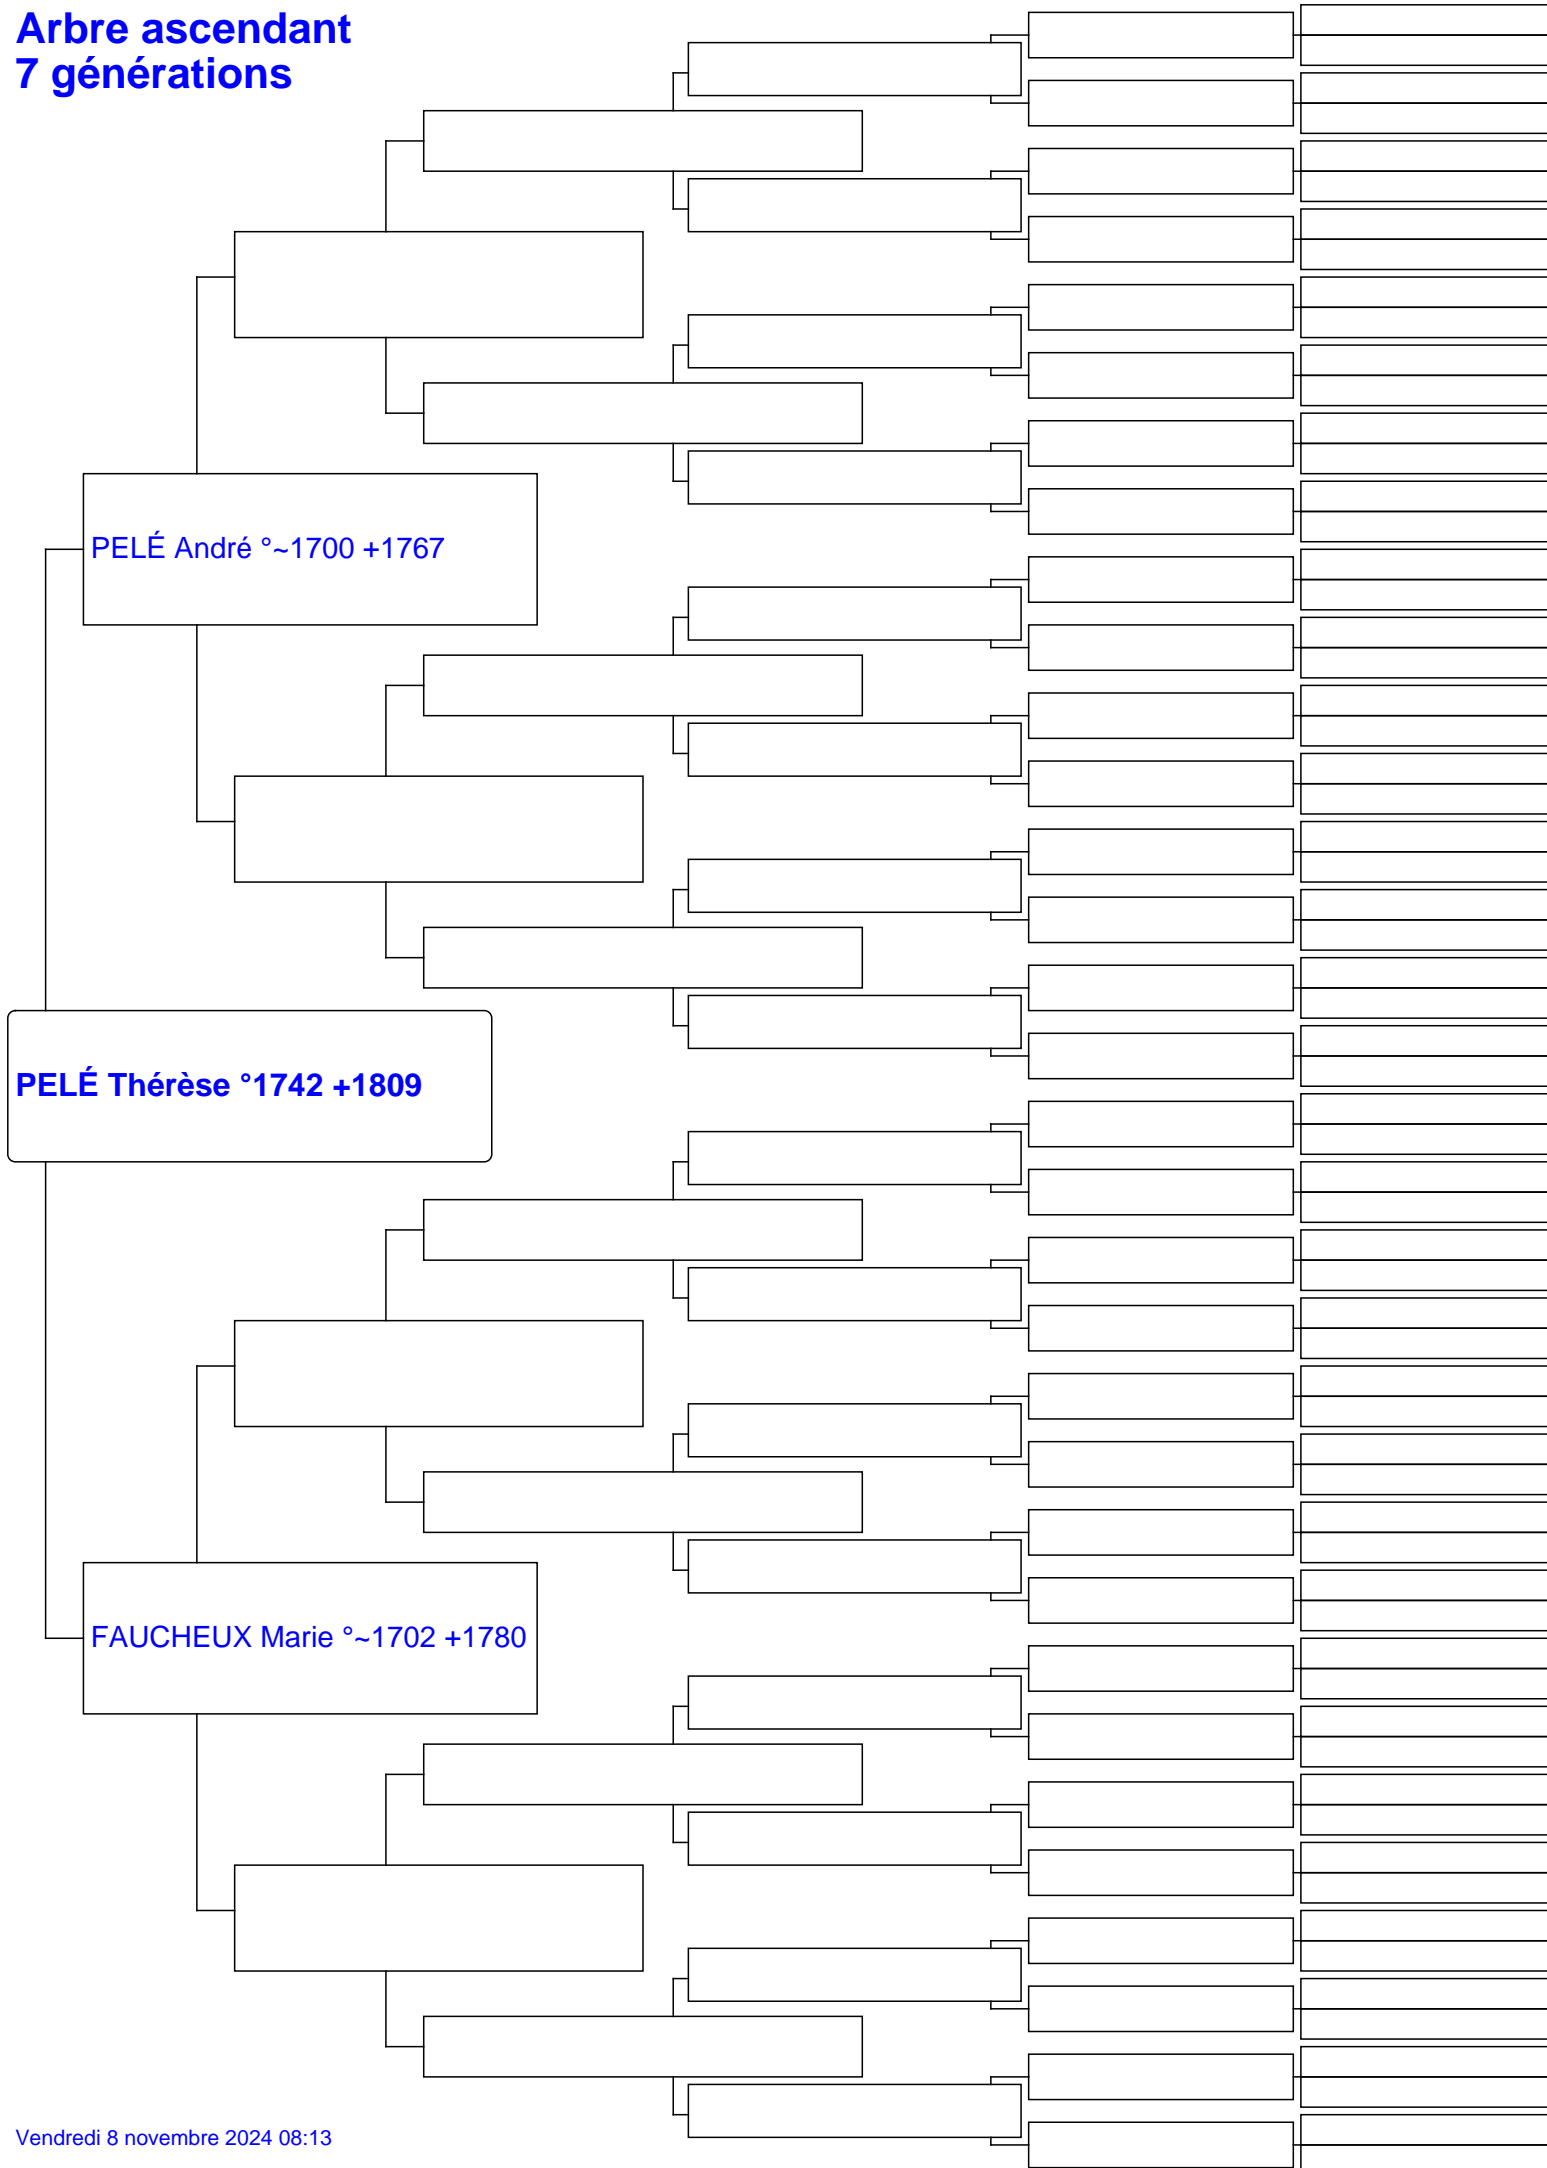 Arbre ascendant
7 générations
PELÉ André °~1700 +1767
PELÉ Thérèse °1742 +1809
FAUCHEUX Marie °~1702 +1780
Vendredi 8 novembre 2024 08:13